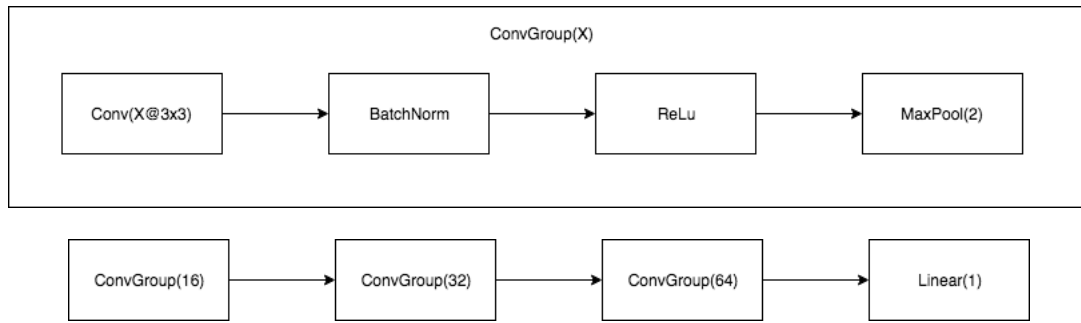 ConvGroup(X)
Conv(X@3x3)
BatchNorm
ReLu
MaxPool(2)
ConvGroup(16)
ConvGroup(32)
ConvGroup(64)
Linear(1)